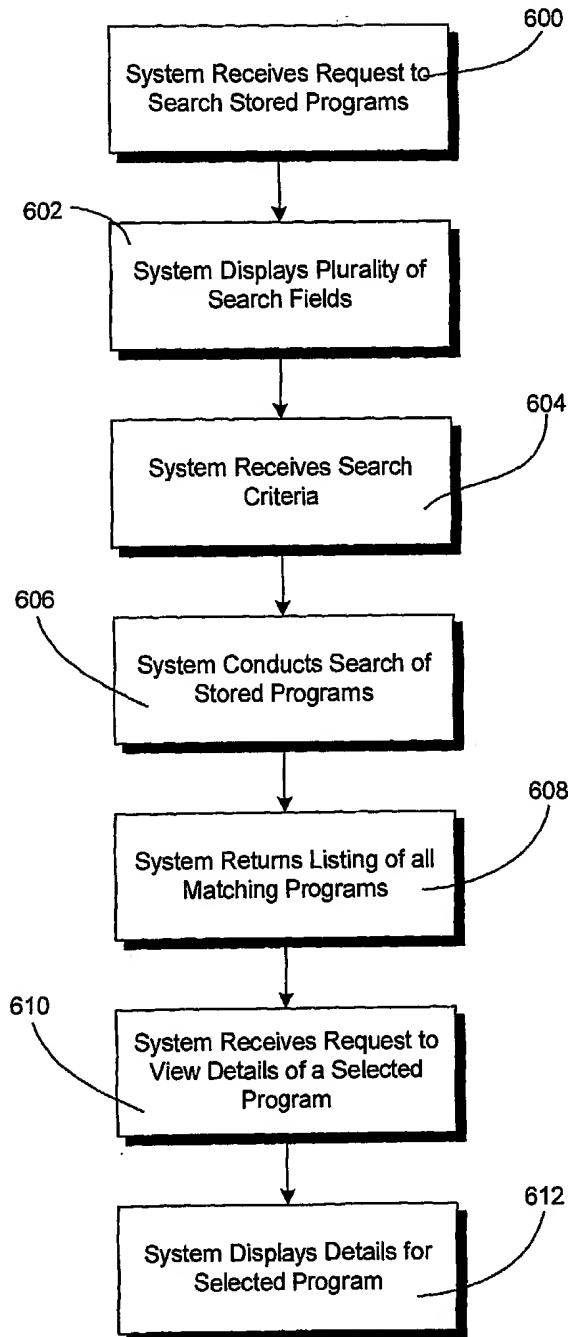 600
System Receives Request to
Search Stored Programs
602
System Displays Plurality of
Search Fields
604
System Receives Search
Criteria
606
System Conducts Search of
Stored Programs
608
System Returns Listing of all
Matching Programs
610
System Receives Request to
View Details of a Selected
Program
612
System Displays Details for
Selected Program